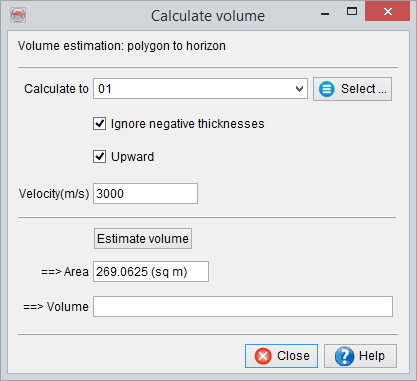 Calculate volume
Volume estimation: polygon to horizon
Calculate to 01 Select ...
Ignore negative thicknesses
Upward
Velocity(m/s) 3000
Estimate volume
==> Area 269.0625 (sq m)
==> Volume
Close Help